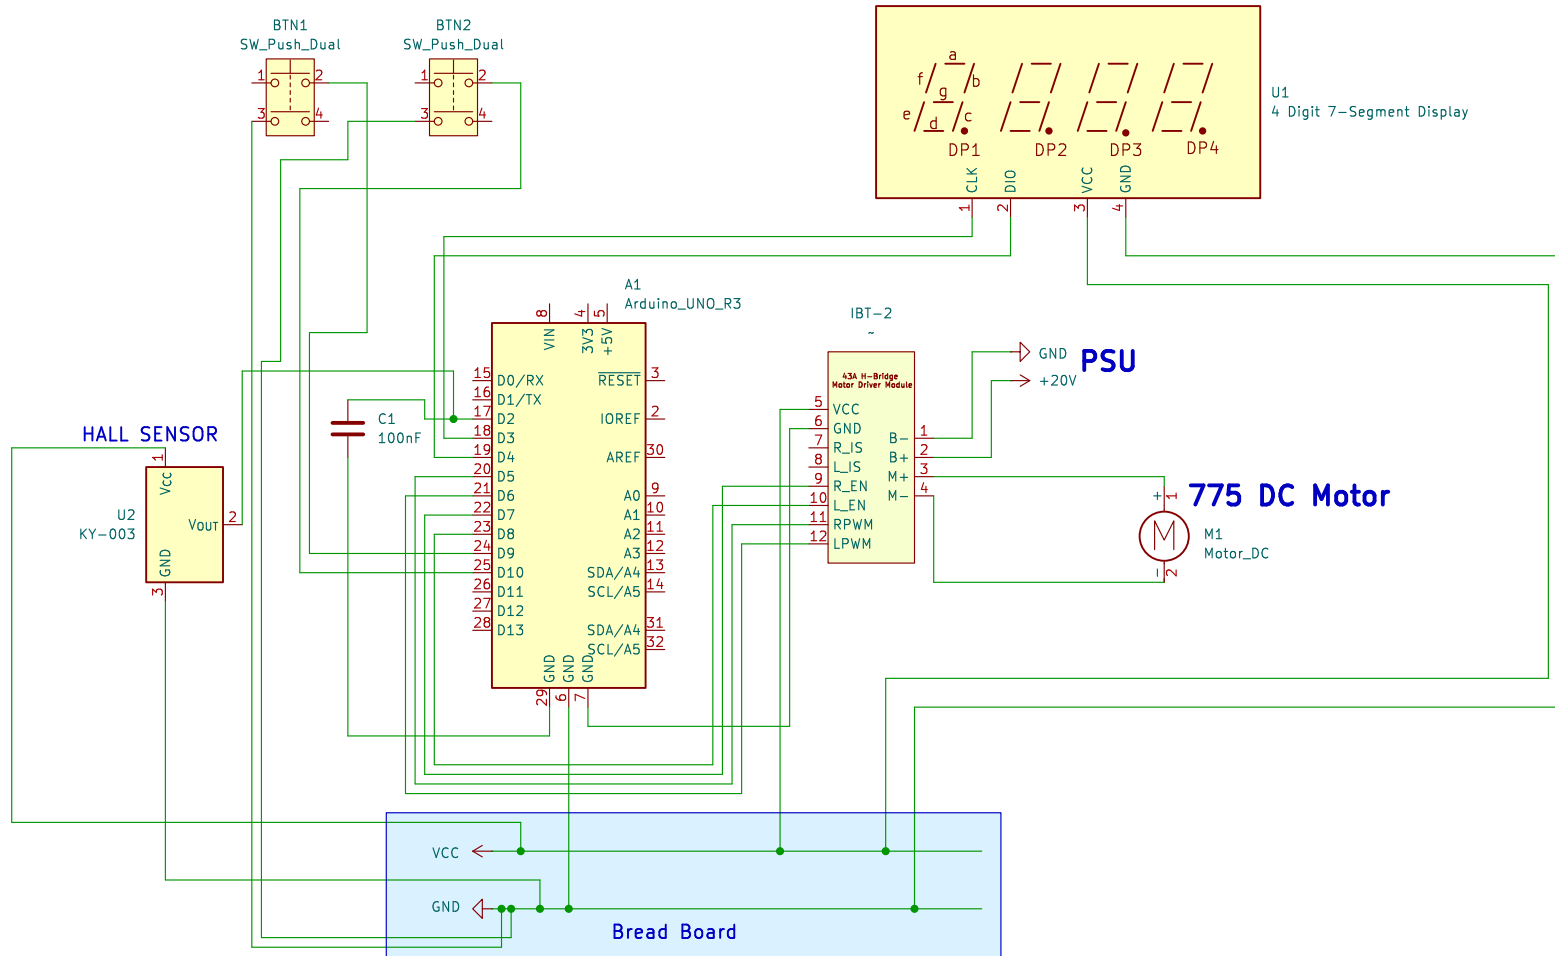 BTN1
SW_Push_Dual
1 2
3 4
BTN2
SW_Push_Dual
1 2
3 4
a
f b
g
e c
d
DP1 DP2 DP3 DP4
CLK DIO VCC GND
1 2 3 4
U1
4 Digit 7-Segment Display
A1
Arduino_UNO_R3
8 4 5
VIN 3V3 +5V
15 D0/RX
16 D1/TX
17 D2
18 D3
19 D4
20 D5
21 D6
22 D7
23 D8
24 D9
25 D10
26 D11
27 D12
28 D13
RESET 3
IOREF 2
AREF 30
A0 9
A1 10
A2 11
A3 12
SDA/A4 13
SCL/A5 14
SDA/A4 31
SCL/A5 32
GND GND GND
29 6 7
C1
100nF
HALL SENSOR
1
VCC
VOUT 2
GND
3
U2
KY-003
IBT-2
~
43A H-Bridge
Motor Driver Module
5 VCC
6 GND
7 R_IS
8 L_IS
9 R_EN
10 L_EN
11 RPWM
12 LPWM
B- 1
B+ 2
M+ 3
M- 4
GND
+20V
PSU
775 DC Motor
+ 1
M
- 2
M1
Motor_DC
VCC
GND
Bread Board